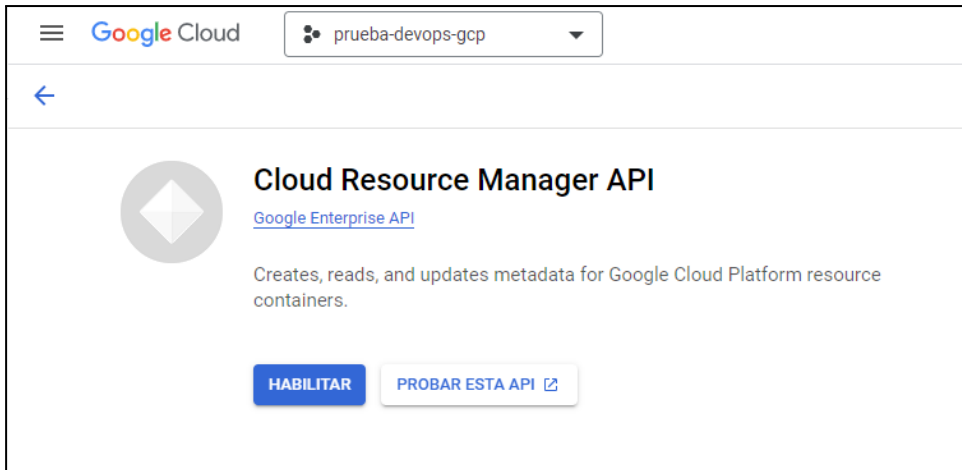 Google Cloud
prueba-devops-gcp
Cloud Resource Manager API
Google Enterprise API
Creates, reads, and updates metadata for Google Cloud Platform resource
containers.
HABILITAR
PROBAR ESTA API